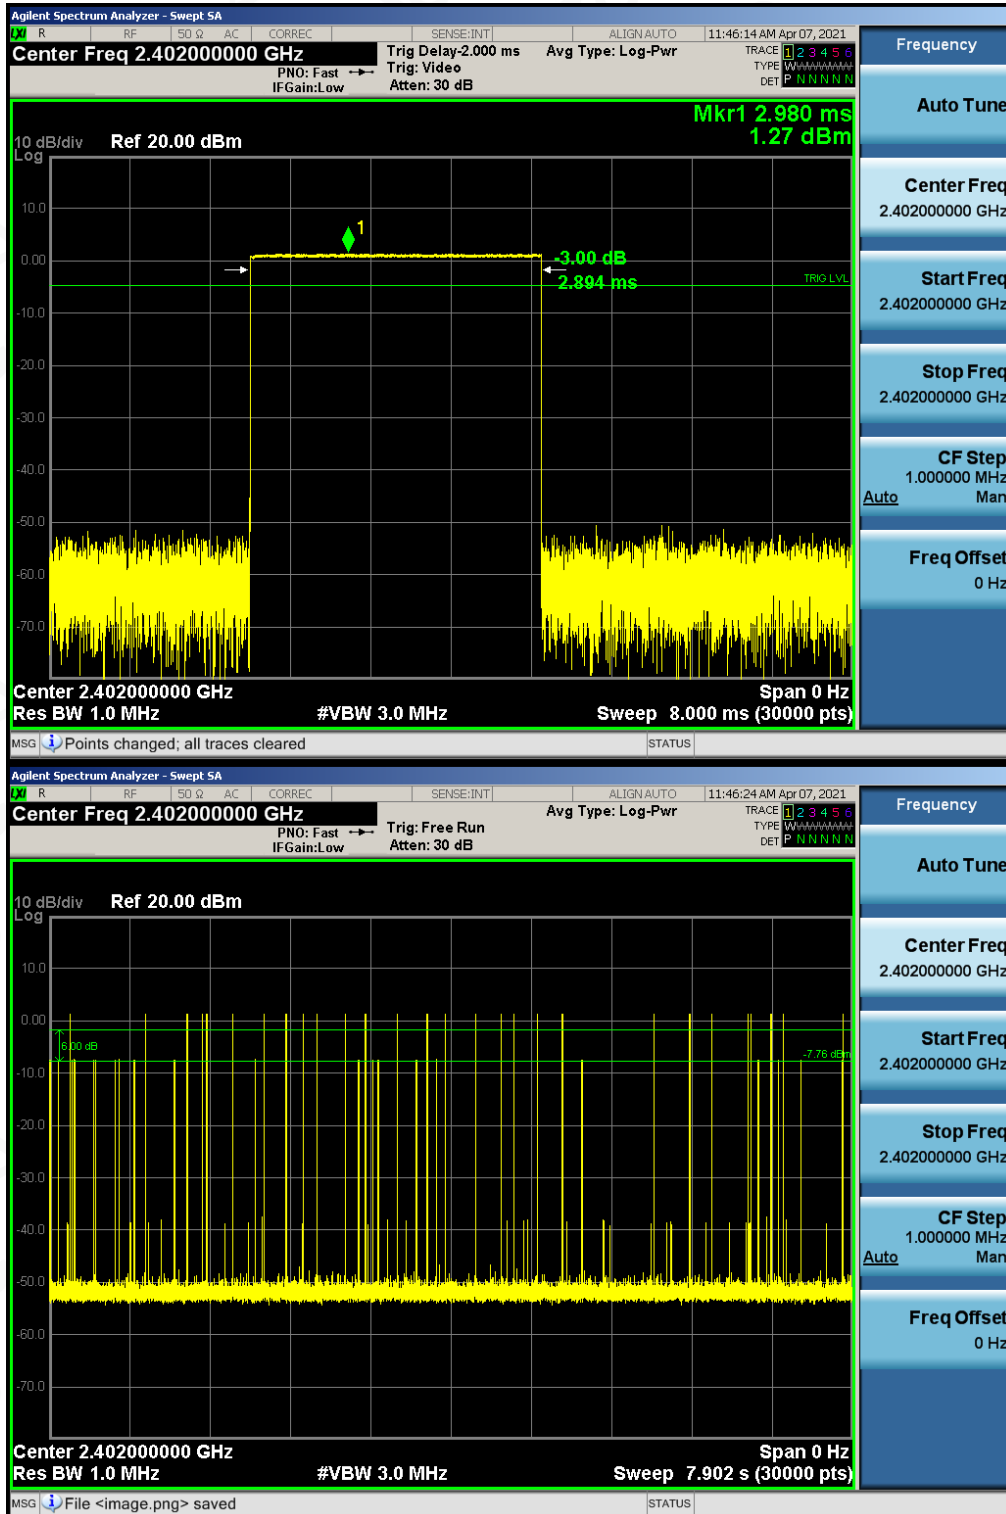 Agilent Spectrum Analyzer - Swept SA
LXI R RF 50 Ω AC CORREC SENSE:INT ALIGN AUTO 11:46:14 AM Apr 07, 2021
Center Freq 2.402000000 GHz
PNO: Fast
IFGain:Low
Trig Delay-2.000 ms
Trig: Video
Atten: 30 dB
Avg Type: Log-Pwr
TRACE 1 2 3 4 5 6
TYPE WWWWWW
DET P N N N N N
Mkr1 2.980 ms
1.27 dBm
10 dB/div
Log
Ref 20.00 dBm
10.0
1
0.00
-3.00 dB
2.894 ms
TRIG LVL
-10.0
-20.0
-30.0
-40.0
-50.0
-60.0
-70.0
Center 2.402000000 GHz
Span 0 Hz
Res BW 1.0 MHz
#VBW 3.0 MHz
Sweep 8.000 ms (30000 pts)
MSG Points changed; all traces cleared
STATUS
Frequency
Auto Tune
Center Freq
2.402000000 GHz
Start Freq
2.402000000 GHz
Stop Freq
2.402000000 GHz
CF Step
1.000000 MHz
Auto Man
Freq Offset
0 Hz
Agilent Spectrum Analyzer - Swept SA
LXI R RF 50 Ω AC CORREC SENSE:INT ALIGN AUTO 11:46:24 AM Apr 07, 2021
Center Freq 2.402000000 GHz
PNO: Fast
IFGain:Low
Trig: Free Run
Atten: 30 dB
Avg Type: Log-Pwr
TRACE 1 2 3 4 5 6
TYPE WWWWWW
DET P N N N N N
10 dB/div
Log
Ref 20.00 dBm
10.0
0.00
6.00 dB
-7.76 dBm
-10.0
-20.0
-30.0
-40.0
-50.0
-60.0
-70.0
Center 2.402000000 GHz
Span 0 Hz
Res BW 1.0 MHz
#VBW 3.0 MHz
Sweep 7.902 s (30000 pts)
MSG File <image.png> saved
STATUS
Frequency
Auto Tune
Center Freq
2.402000000 GHz
Start Freq
2.402000000 GHz
Stop Freq
2.402000000 GHz
CF Step
1.000000 MHz
Auto Man
Freq Offset
0 Hz